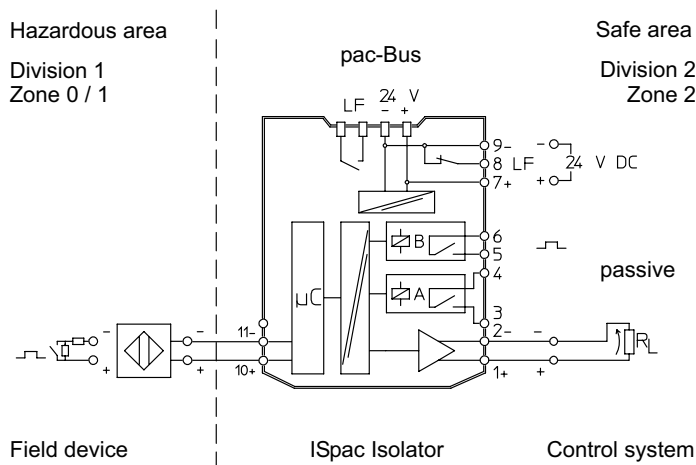 Hazardous area
Safe area
Division 1
Zone 0 / 1
pac-Bus
Division 2
Zone 2
LF 24 V
- +
9- -
8 LF 24 V DC
7+ +
B
6
5
4
passive
µC
A
3
- - 11- 2- - RL
+ + 10+ 1+ +
Field device
ISpac Isolator
Control system